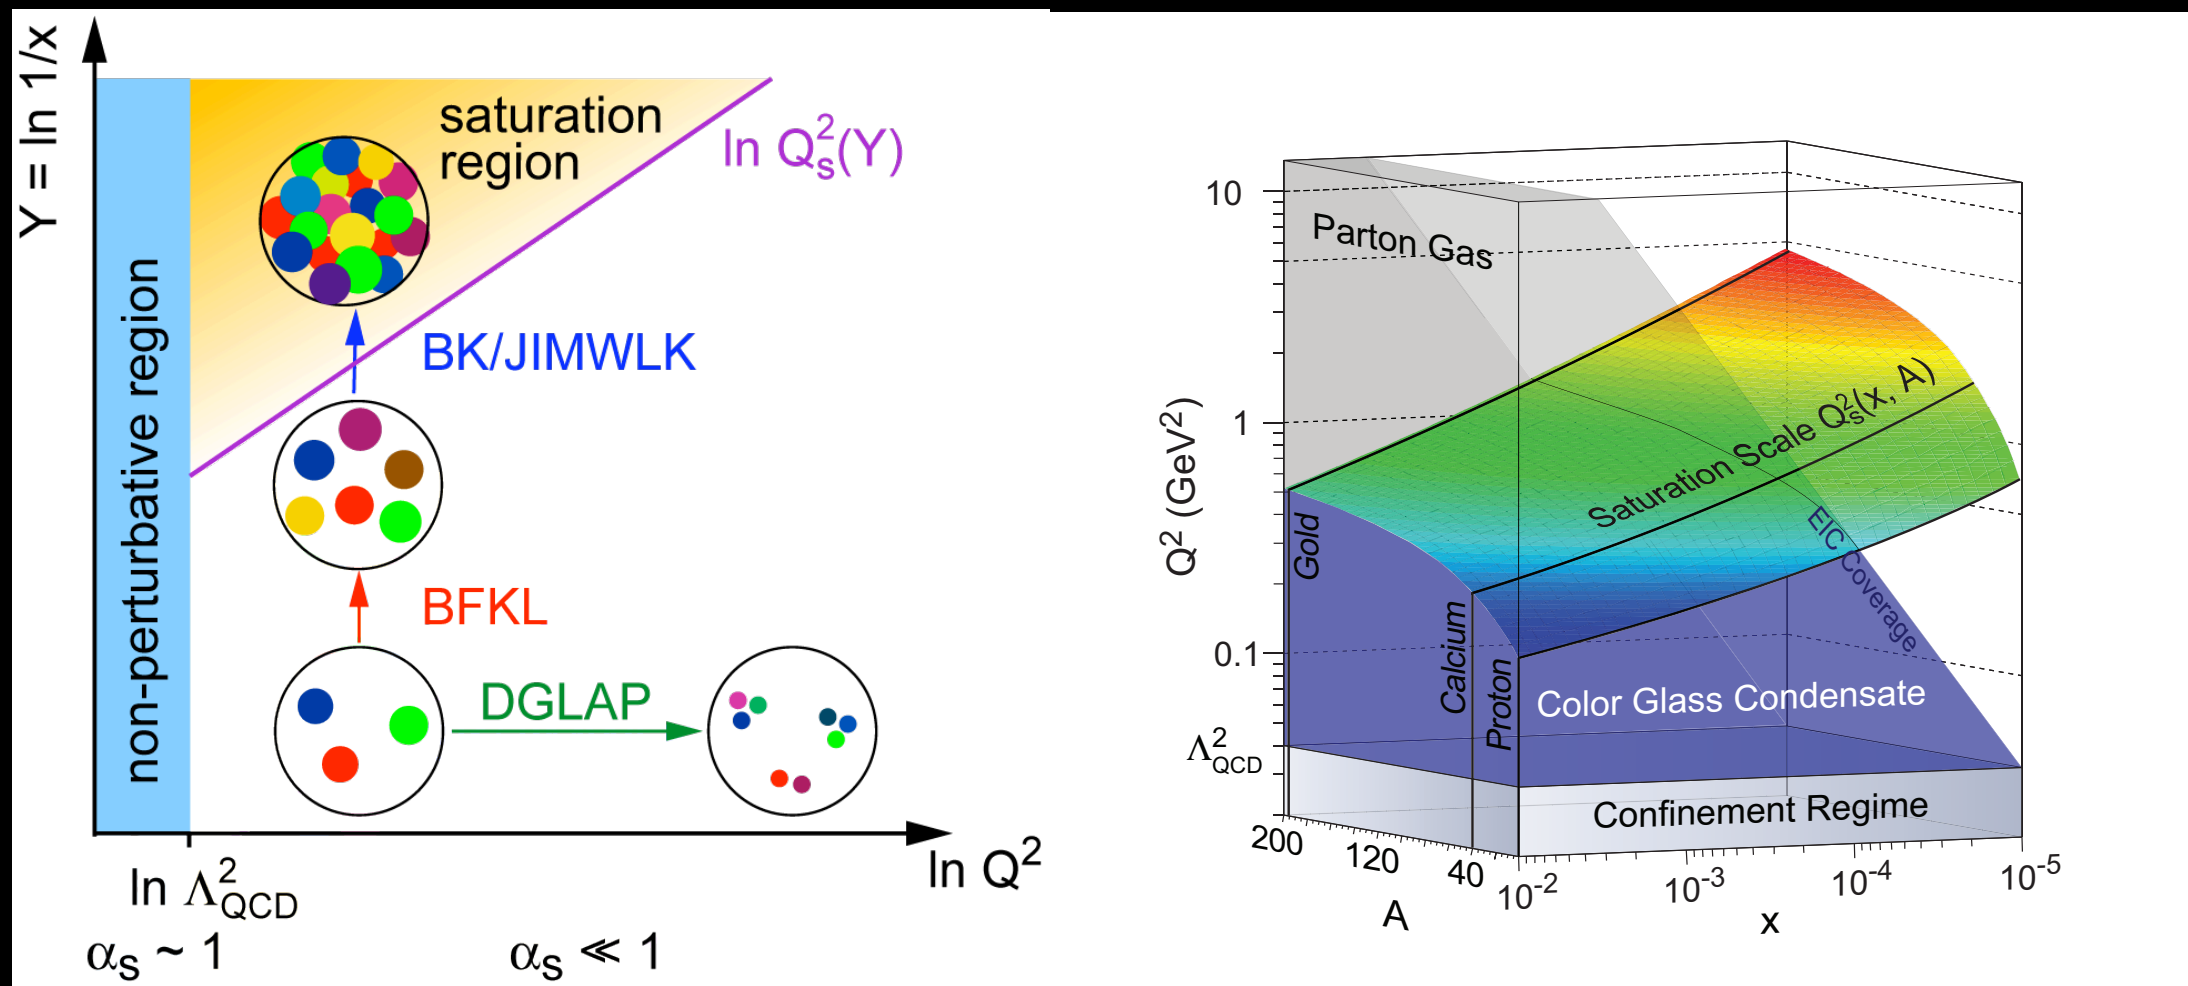 Y = ln 1/x
non-perturbative region
saturation
region
ln Q²ₛ(Y)
BK/JIMWLK
BFKL
DGLAP
ln Λ²QCD
ln Q²
αₛ ~ 1
αₛ ≪ 1
Q² (GeV²)
10
1
0.1
Λ²QCD
Parton Gas
Saturation Scale Q²ₛ(x, A)
EIC Coverage
Gold
Calcium
Proton
Color Glass Condensate
Confinement Regime
200
120
40
A
10⁻²
10⁻³
10⁻⁴
10⁻⁵
x